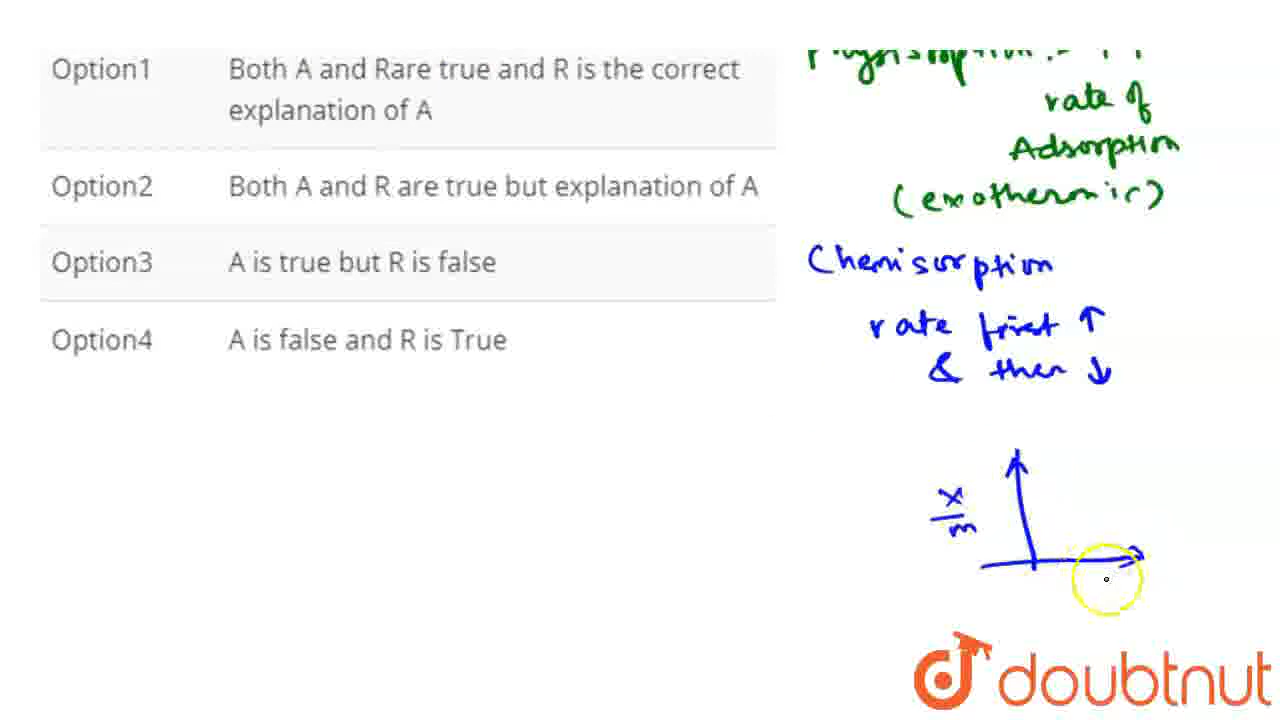 Option1
Both A and Rare true and R is the correct
explanation of A
Option2
Both A and R are true but explanation of A
Option3
A is true but R is false
Option4
A is false and R is True
rate of
Adsorption
(exothermic)
Chemisorption
rate first ↑
& then ↓
x
m
doubtnut